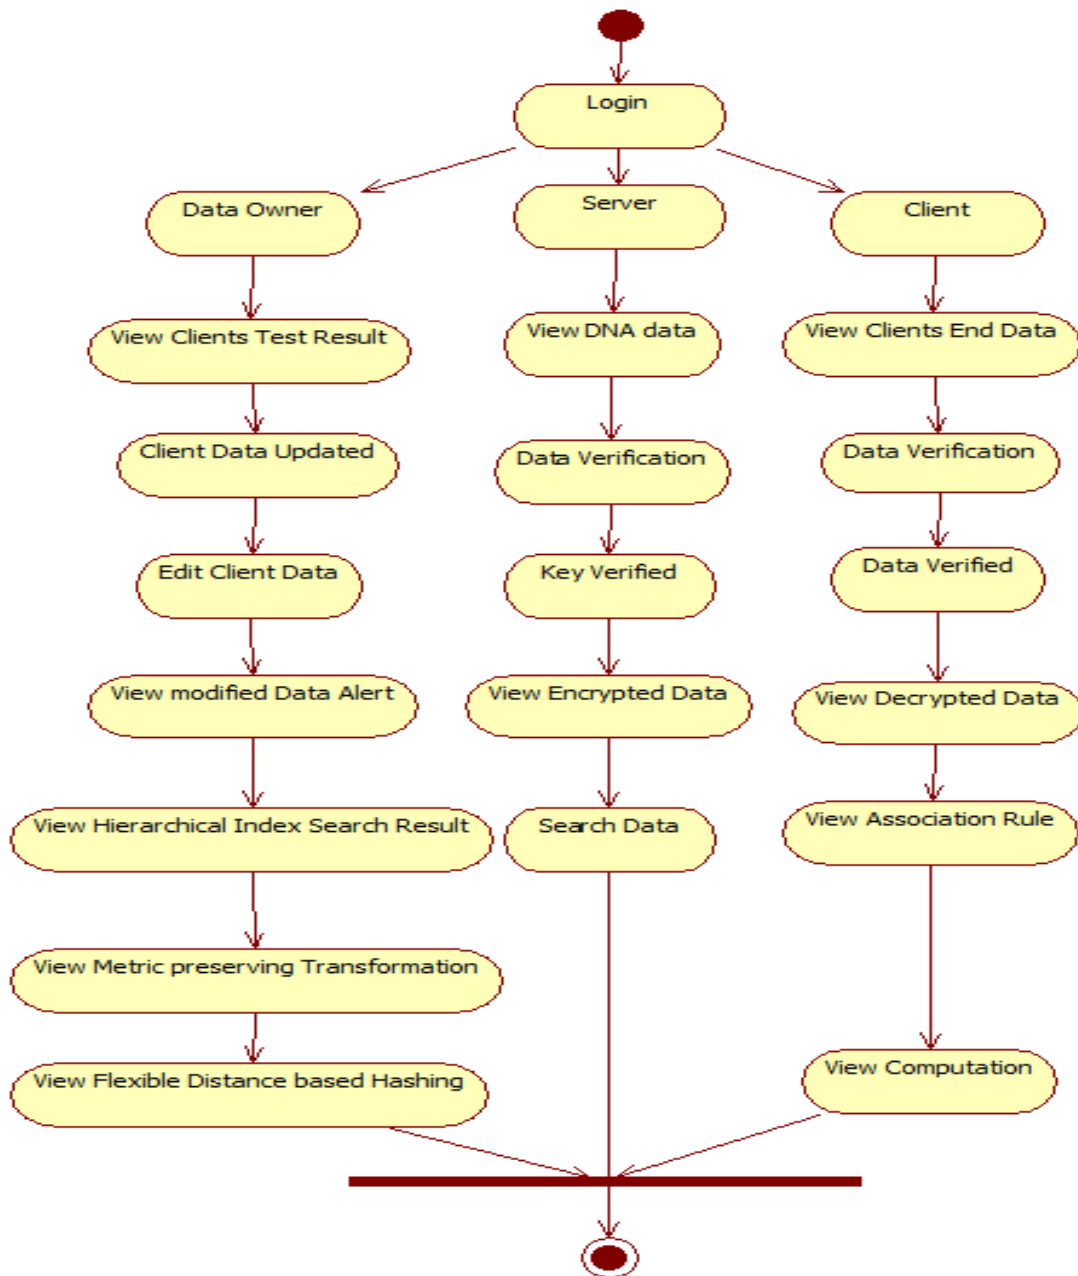 Login
Data Owner
Server
Client
View Clients Test Result
View DNA data
View Clients End Data
Client Data Updated
Data Verification
Data Verification
Edit Client Data
Key Verified
Data Verified
View modified Data Alert
View Encrypted Data
View Decrypted Data
View Hierarchical Index Search Result
Search Data
View Association Rule
View Metric preserving Transformation
View Flexible Distance based Hashing
View Computation